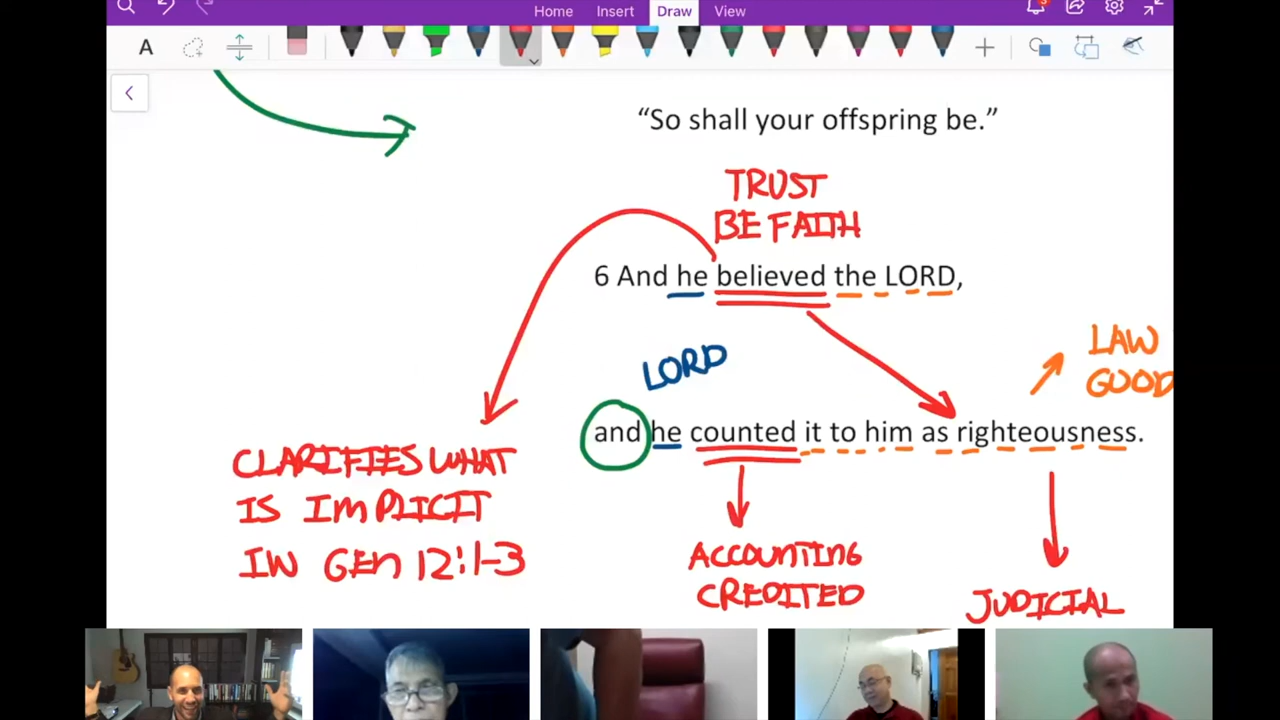 Home Insert Draw View
A
“So shall your offspring be.”
TRUST
BE FAITH
6 And he believed the LORD,
LORD
LAW
GOOD
and he counted it to him as righteousness.
CLARIFIES WHAT
IS IMPLICIT
IN GEN 12:1-3
ACCOUNTING
CREDITED
JUDICIAL